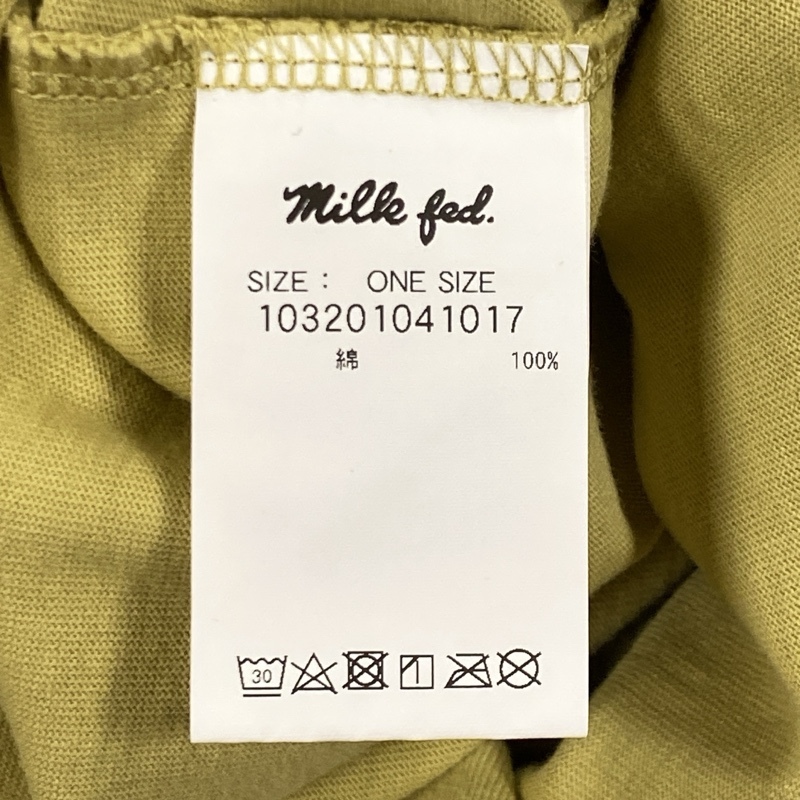 Milk fed.
SIZE： ONE SIZE
103201041017
綿 100%
30